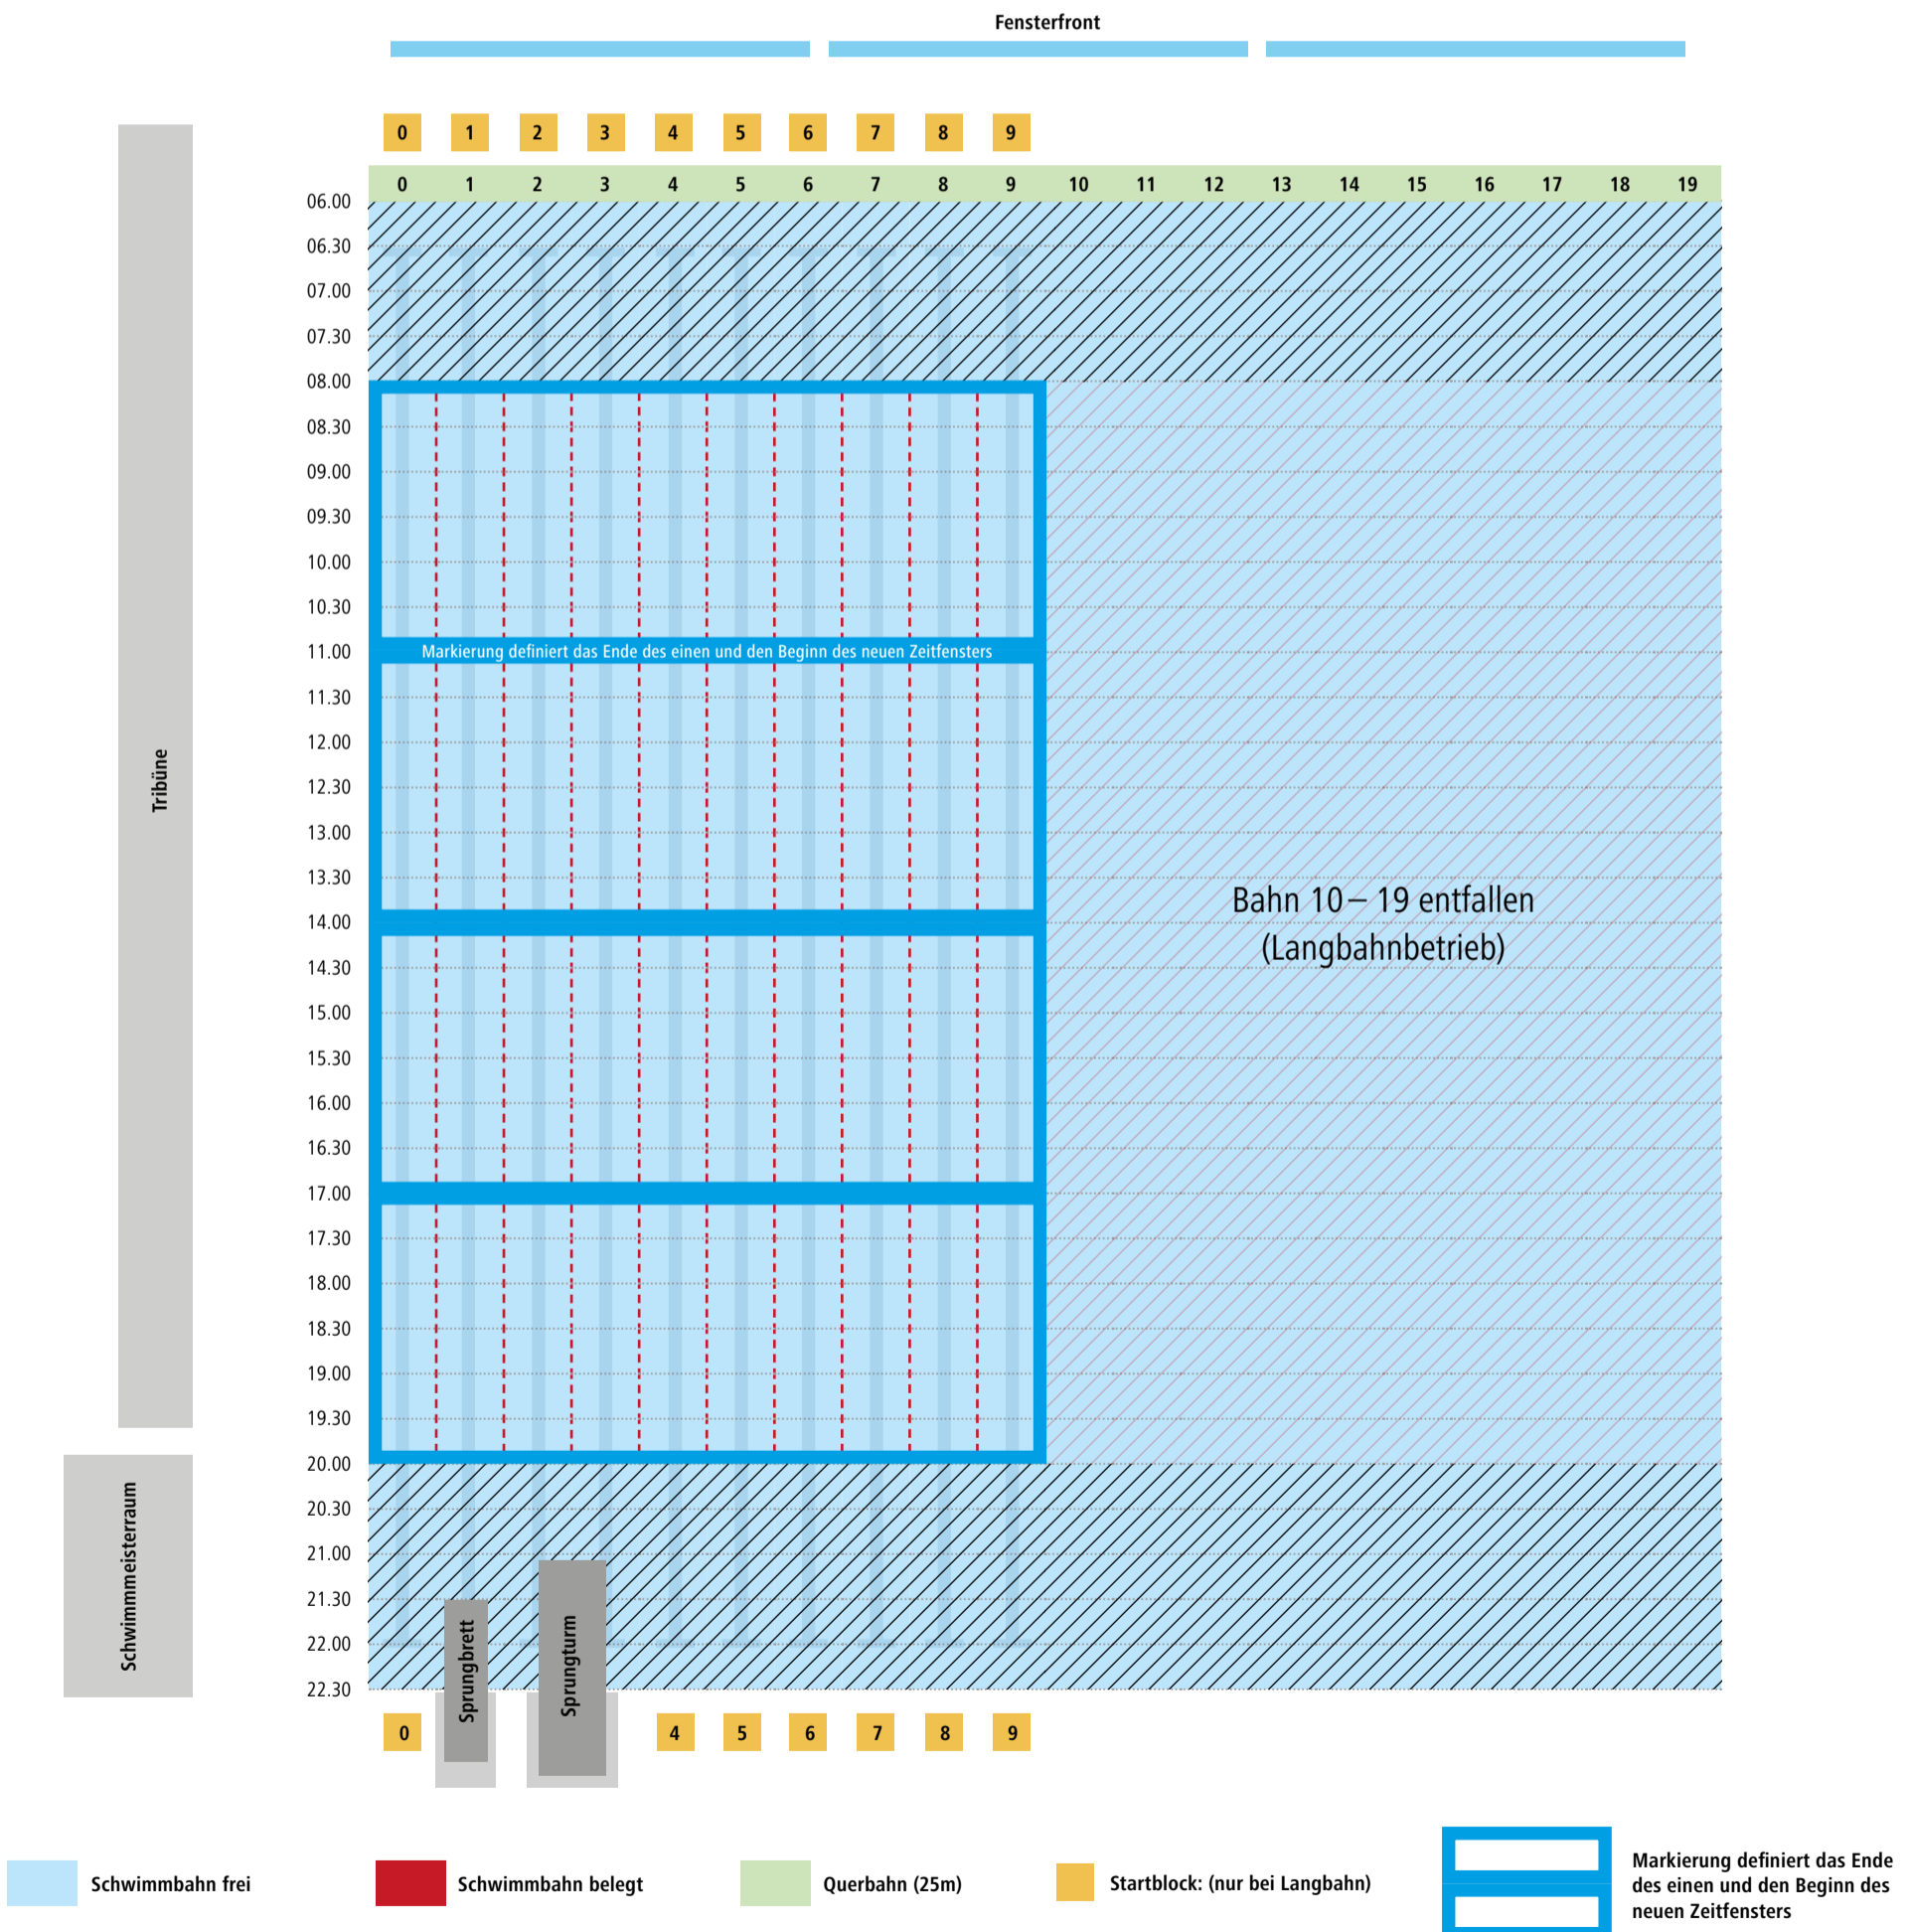 Fensterfront
0 1 2 3 4 5 6 7 8 9
0 1 2 3 4 5 6 7 8 9 10 11 12 13 14 15 16 17 18 19
06.00
06.30
07.00
07.30
08.00
08.30
09.00
09.30
10.00
10.30
11.00 Markierung definiert das Ende des einen und den Beginn des neuen Zeitfensters
11.30
12.00
12.30
Tribüne
13.00
13.30
Bahn 10 – 19 entfallen
14.00
(Langbahnbetrieb)
14.30
15.00
15.30
16.00
16.30
17.00
17.30
18.00
18.30
19.00
19.30
20.00
20.30
21.00
21.30
Schwimmmeisterraum
22.00
22.30
Sprungbrett
Sprungturm
0 4 5 6 7 8 9
Schwimmbahn frei
Schwimmbahn belegt
Querbahn (25m)
Startblock: (nur bei Langbahn)
Markierung definiert das Ende
des einen und den Beginn des
neuen Zeitfensters